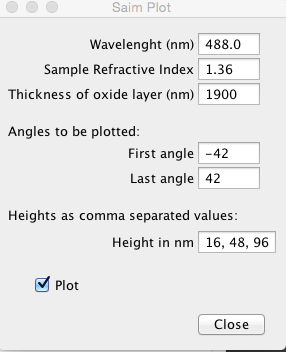 Saim Plot
Wavelenght (nm) 488.0
Sample Refractive Index 1.36
Thickness of oxide layer (nm) 1900
Angles to be plotted:
First angle -42
Last angle 42
Heights as comma separated values:
Height in nm 16, 48, 96
Plot
Close